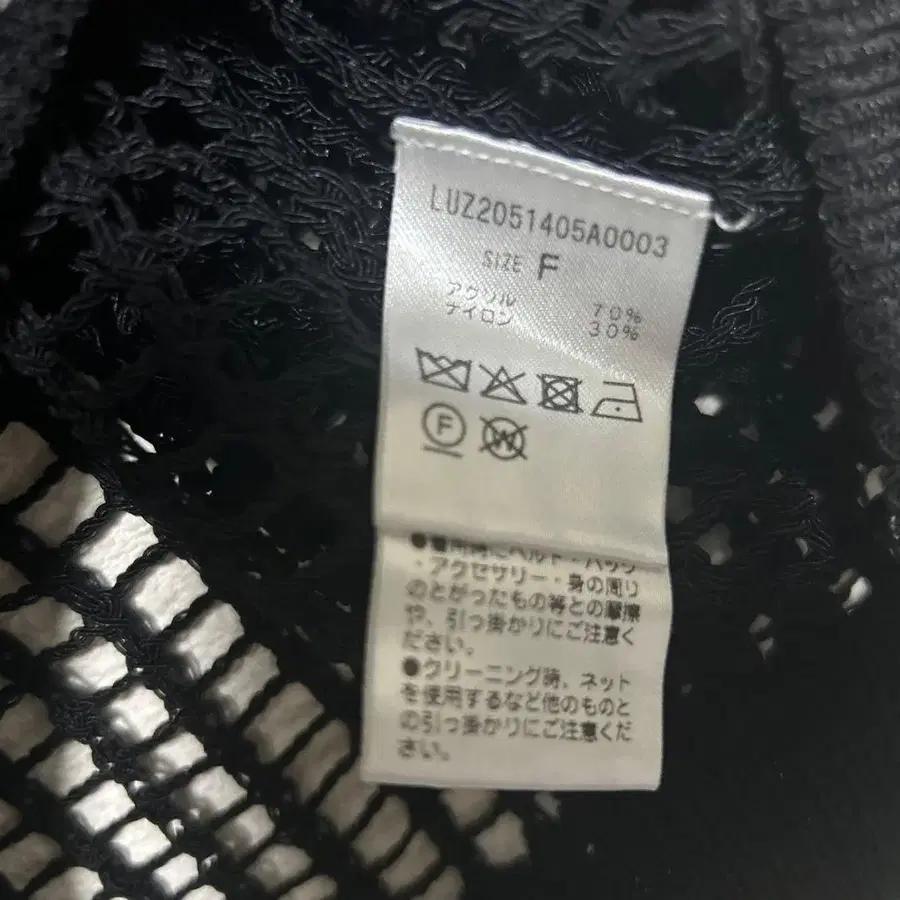 LUZ2051405A0003
SIZE F
アクリル 70%
ナイロン 30%
F W
●着用時にベルト・バッグ
・アクセサリー・身の周り
のとがったもの等との摩擦
や、引っ掛かりにご注意く
ださい。
●クリーニング時、ネット
を使用するなど他のものと
の引っ掛かりにご注意くだ
さい。